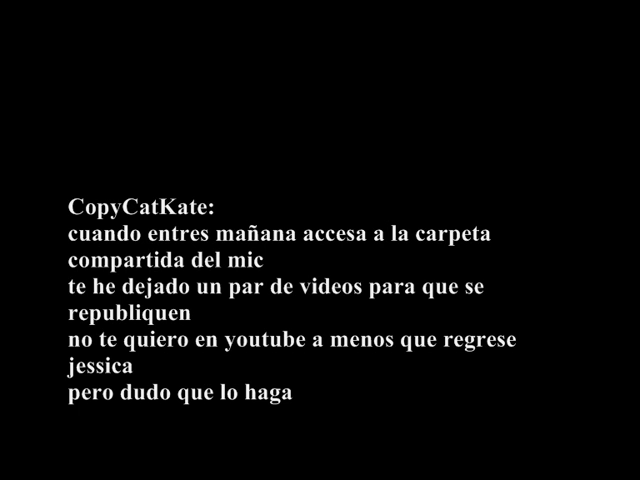 CopyCatKate:
cuando entres mañana accesa a la carpeta
compartida del mic
te he dejado un par de videos para que se
republiquen
no te quiero en youtube a menos que regrese
jessica
pero dudo que lo haga